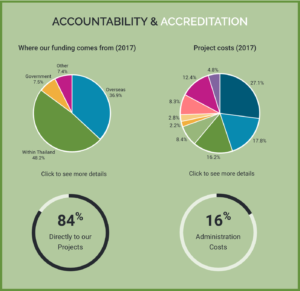 ACCOUNTABILITY & ACCREDITATION
Where our funding comes from (2017)
Project costs (2017)
Other
7.4%
Government
7.5%
Overseas
36.8%
Within Thailand
48.3%
4.8%
12.4%
27.1%
8.3%
2.8%
2.2%
8.4%
16.2%
17.8%
Click to see more details
Click to see more details
84%
Directly to our
Projects
16%
Administration
Costs